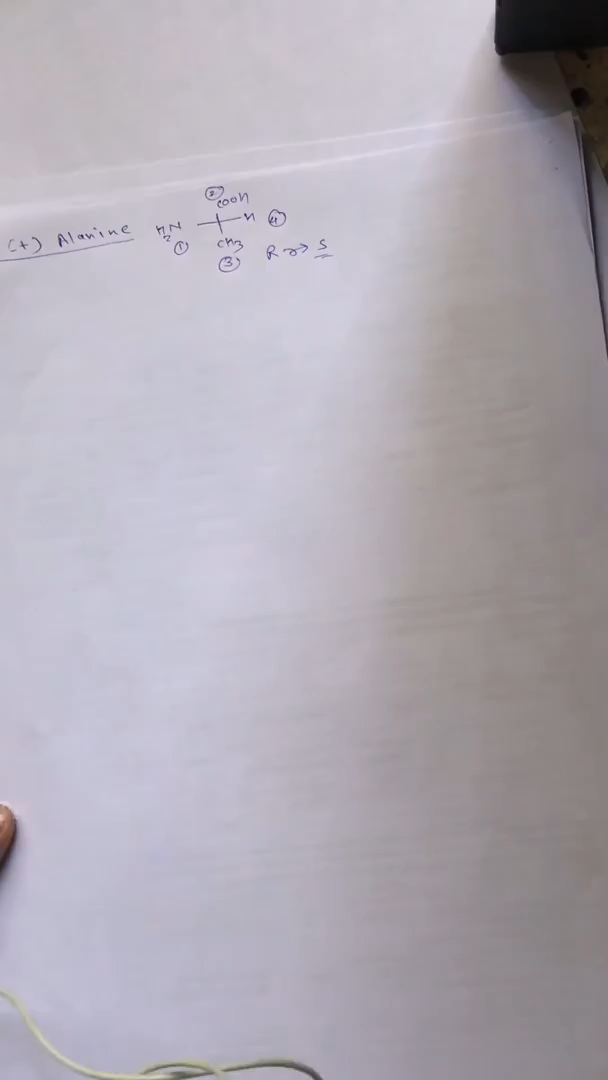 ②
COOH
(+) Alanine H₂N H ④
①
CH₃
③ R → S